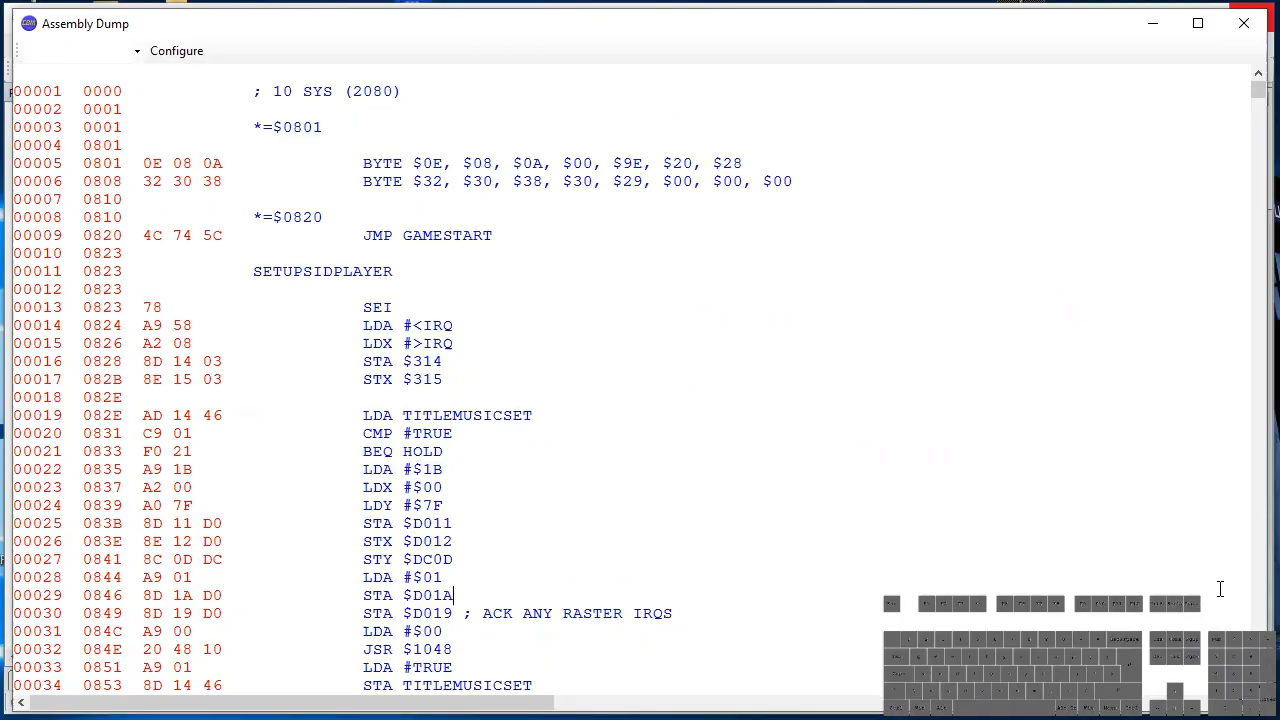 Assembly Dump
Configure
00001 0000 ; 10 SYS (2080)
00002 0001
00003 0001 *=$0801
00004 0801
00005 0801 0E 08 0A BYTE $0E, $08, $0A, $00, $9E, $20, $28
00006 0808 32 30 38 BYTE $32, $30, $38, $30, $29, $00, $00, $00
00007 0810
00008 0810 *=$0820
00009 0820 4C 74 5C JMP GAMESTART
00010 0823
00011 0823 SETUPSIDPLAYER
00012 0823
00013 0823 78 SEI
00014 0824 A9 58 LDA #<IRQ
00015 0826 A2 08 LDX #>IRQ
00016 0828 8D 14 03 STA $314
00017 082B 8E 15 03 STX $315
00018 082E
00019 082E AD 14 46 LDA TITLEMUSICSET
00020 0831 C9 01 CMP #TRUE
00021 0833 F0 21 BEQ HOLD
00022 0835 A9 1B LDA #$1B
00023 0837 A2 00 LDX #$00
00024 0839 A0 7F LDY #$7F
00025 083B 8D 11 D0 STA $D011
00026 083E 8E 12 D0 STX $D012
00027 0841 8C 0D DC STY $DC0D
00028 0844 A9 01 LDA #$01
00029 0846 8D 1A D0 STA $D01A
00030 0849 8D 19 D0 STA $D019 ; ACK ANY RASTER IRQS
00031 084C A9 00 LDA #$00
00032 084E 20 48 10 JSR $1048
00033 0851 A9 01 LDA #TRUE
00034 0853 8D 14 46 STA TITLEMUSICSET